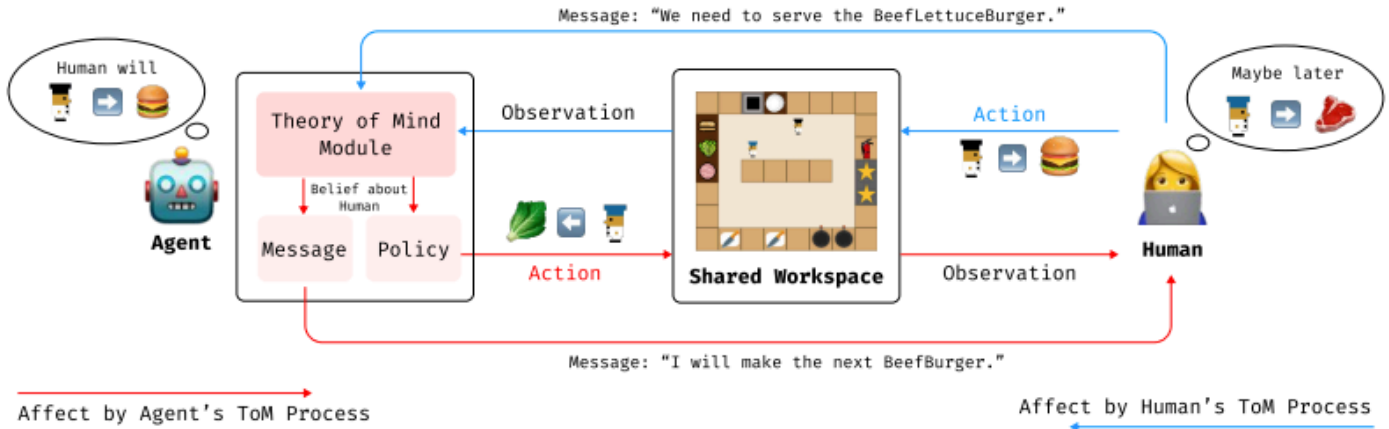 Message: “We need to serve the BeefLettuceBurger.”
Human will
Maybe later
Theory of Mind
Module
Observation
Action
Belief about
Human
Message
Policy
Agent
Action
Shared Workspace
Observation
Human
Message: “I will make the next BeefBurger.”
Affect by Agent’s ToM Process
Affect by Human’s ToM Process